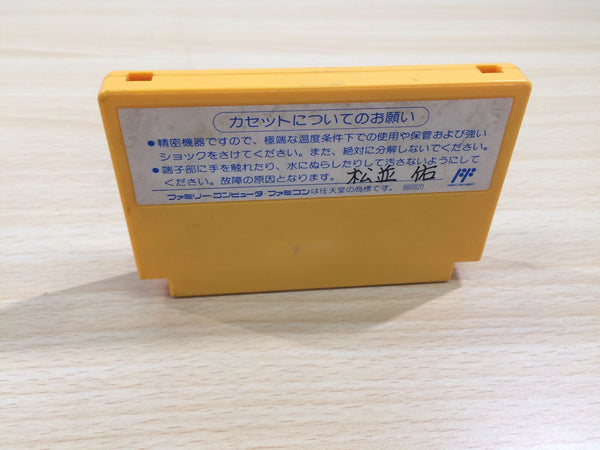 カセットについてのお願い
●精密機器ですので、極端な温度条件下での使用や保管および強い
ショックをさけてください。また、絶対に分解しないでください。
●端子部に手を触れたり、水にぬらしたりして汚さないようにして
ください。故障の原因となります。 松並 佑
ファミリーコンピュータ・ファミコンは任天堂の商標です。 880920